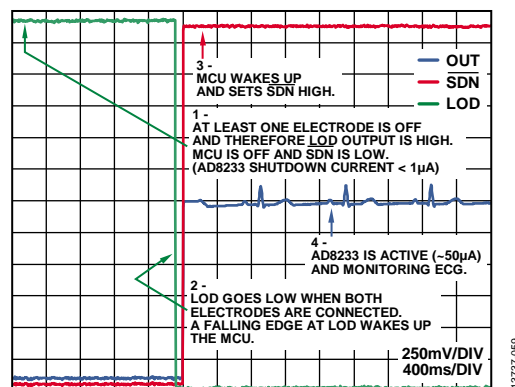 3 -
MCU WAKES UP
AND SETS SDN HIGH.
OUT
SDN
LOD
1 -
AT LEAST ONE ELECTRODE IS OFF
AND THEREFORE LOD OUTPUT IS HIGH.
MCU IS OFF AND SDN IS LOW.
(AD8233 SHUTDOWN CURRENT < 1µA)
4 -
AD8233 IS ACTIVE (~50µA)
AND MONITORING ECG.
2 -
LOD GOES LOW WHEN BOTH
ELECTRODES ARE CONNECTED.
A FALLING EDGE AT LOD WAKES UP
THE MCU.
250mV/DIV
400ms/DIV
13737-059